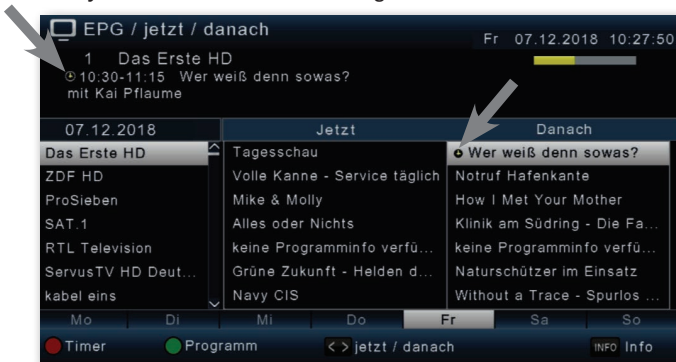 EPG / jetzt / danach
Fr 07.12.2018 10:27:50
1 Das Erste HD
10:30-11:15 Wer weiß denn sowas?
mit Kai Pflaume
07.12.2018 Jetzt Danach
Das Erste HD Tagesschau Wer weiß denn sowas?
ZDF HD Volle Kanne - Service täglich Notruf Hafenkante
ProSieben Mike & Molly How I Met Your Mother
SAT.1 Alles oder Nichts Klinik am Südring - Die Fa...
RTL Television keine Programminfo verfü... keine Programminfo verfü...
ServusTV HD Deut... Grüne Zukunft - Helden d... Naturschützer im Einsatz
kabel eins Navy CIS Without a Trace - Spurlos ...
Mo Di Mi Do Fr Sa So
Timer Programm < > jetzt / danach INFO Info